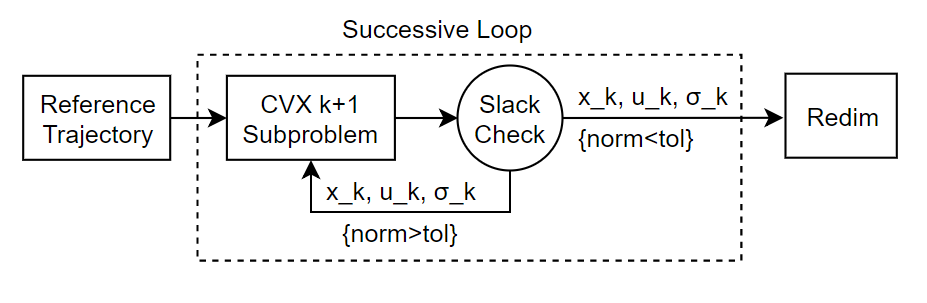 Successive Loop
Reference
Trajectory
CVX k+1
Subproblem
Slack
Check
x_k, u_k, σ_k
{norm<tol}
Redim
x_k, u_k, σ_k
{norm>tol}